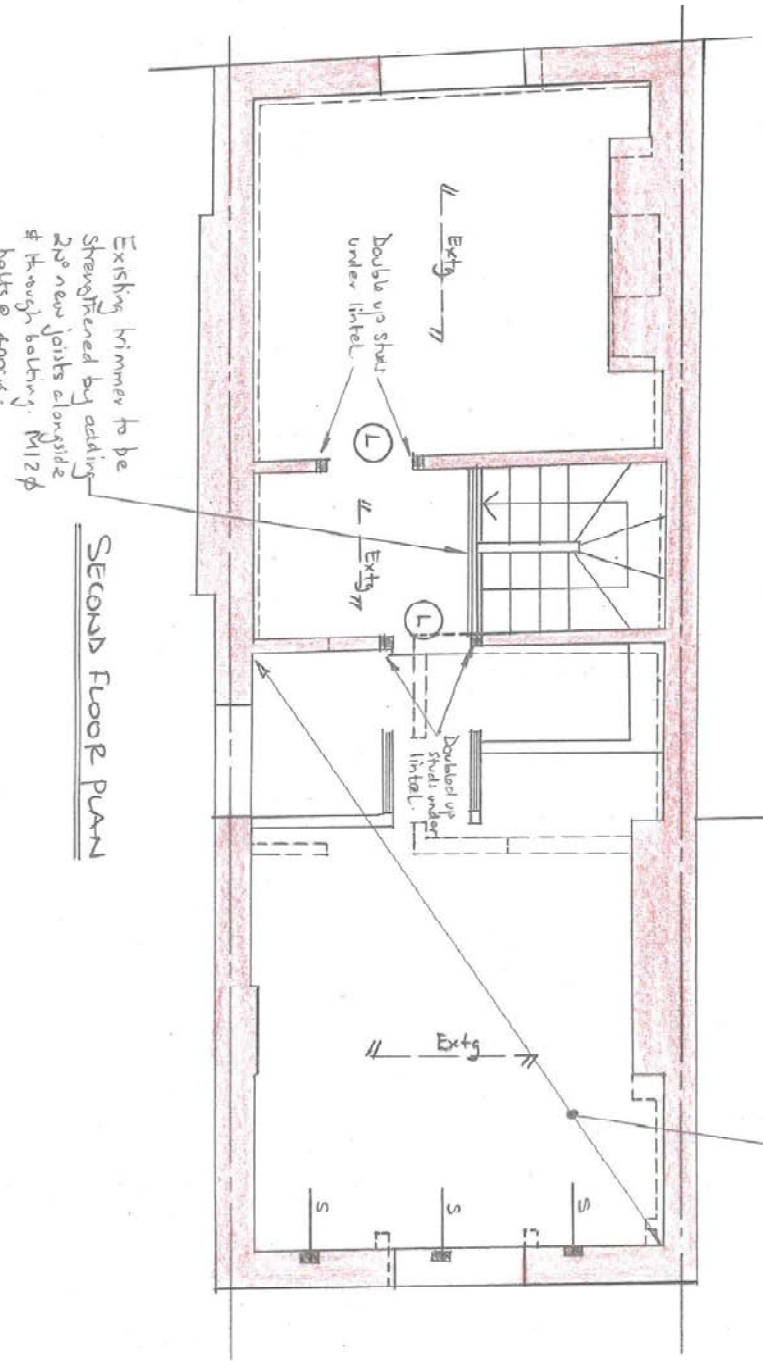 Existing trimmer to be
strengthened by adding
2Nº new joists alongside
& through bolting. M12ϕ
SECOND FLOOR PLAN
Double up studs
under lintel.
Extg
L
Extg
L
Doubled up
studs under
lintel.
Extg
S
S
S